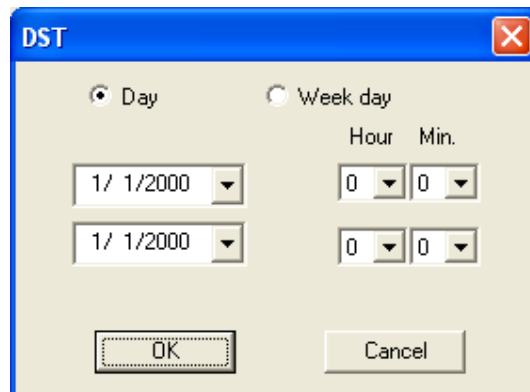 DST
Day Week day
Hour Min.
1/ 1/2000 0 0
1/ 1/2000 0 0
OK Cancel